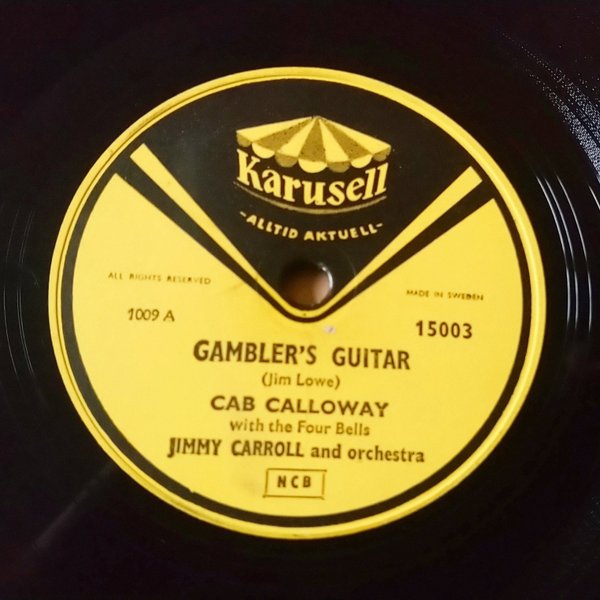 Karusell
-ALLTID AKTUELL-
ALL RIGHTS RESERVED
MADE IN SWEDEN
1009 A
15003
GAMBLER'S GUITAR
(Jim Lowe)
CAB CALLOWAY
with the Four Bells
JIMMY CARROLL and orchestra
NCB